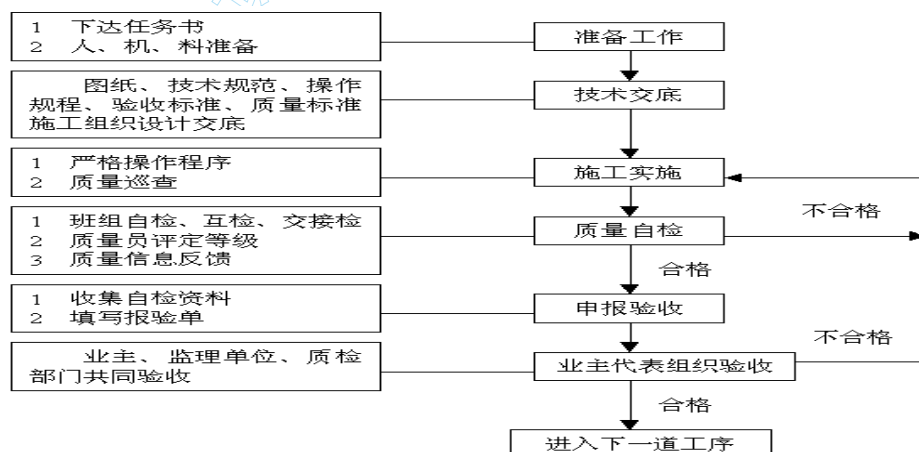 1 下达任务书
2 人、机、料准备
准备工作
图纸、技术规范、操作
规程、验收标准、质量标准
施工组织设计交底
技术交底
1 严格操作程序
2 质量巡查
施工实施
1 班组自检、互检、交接检
2 质量员评定等级
3 质量信息反馈
质量自检
不合格
合格
1 收集自检资料
2 填写报验单
申报验收
业主、监理单位、质检
部门共同验收
业主代表组织验收
不合格
合格
进入下一道工序